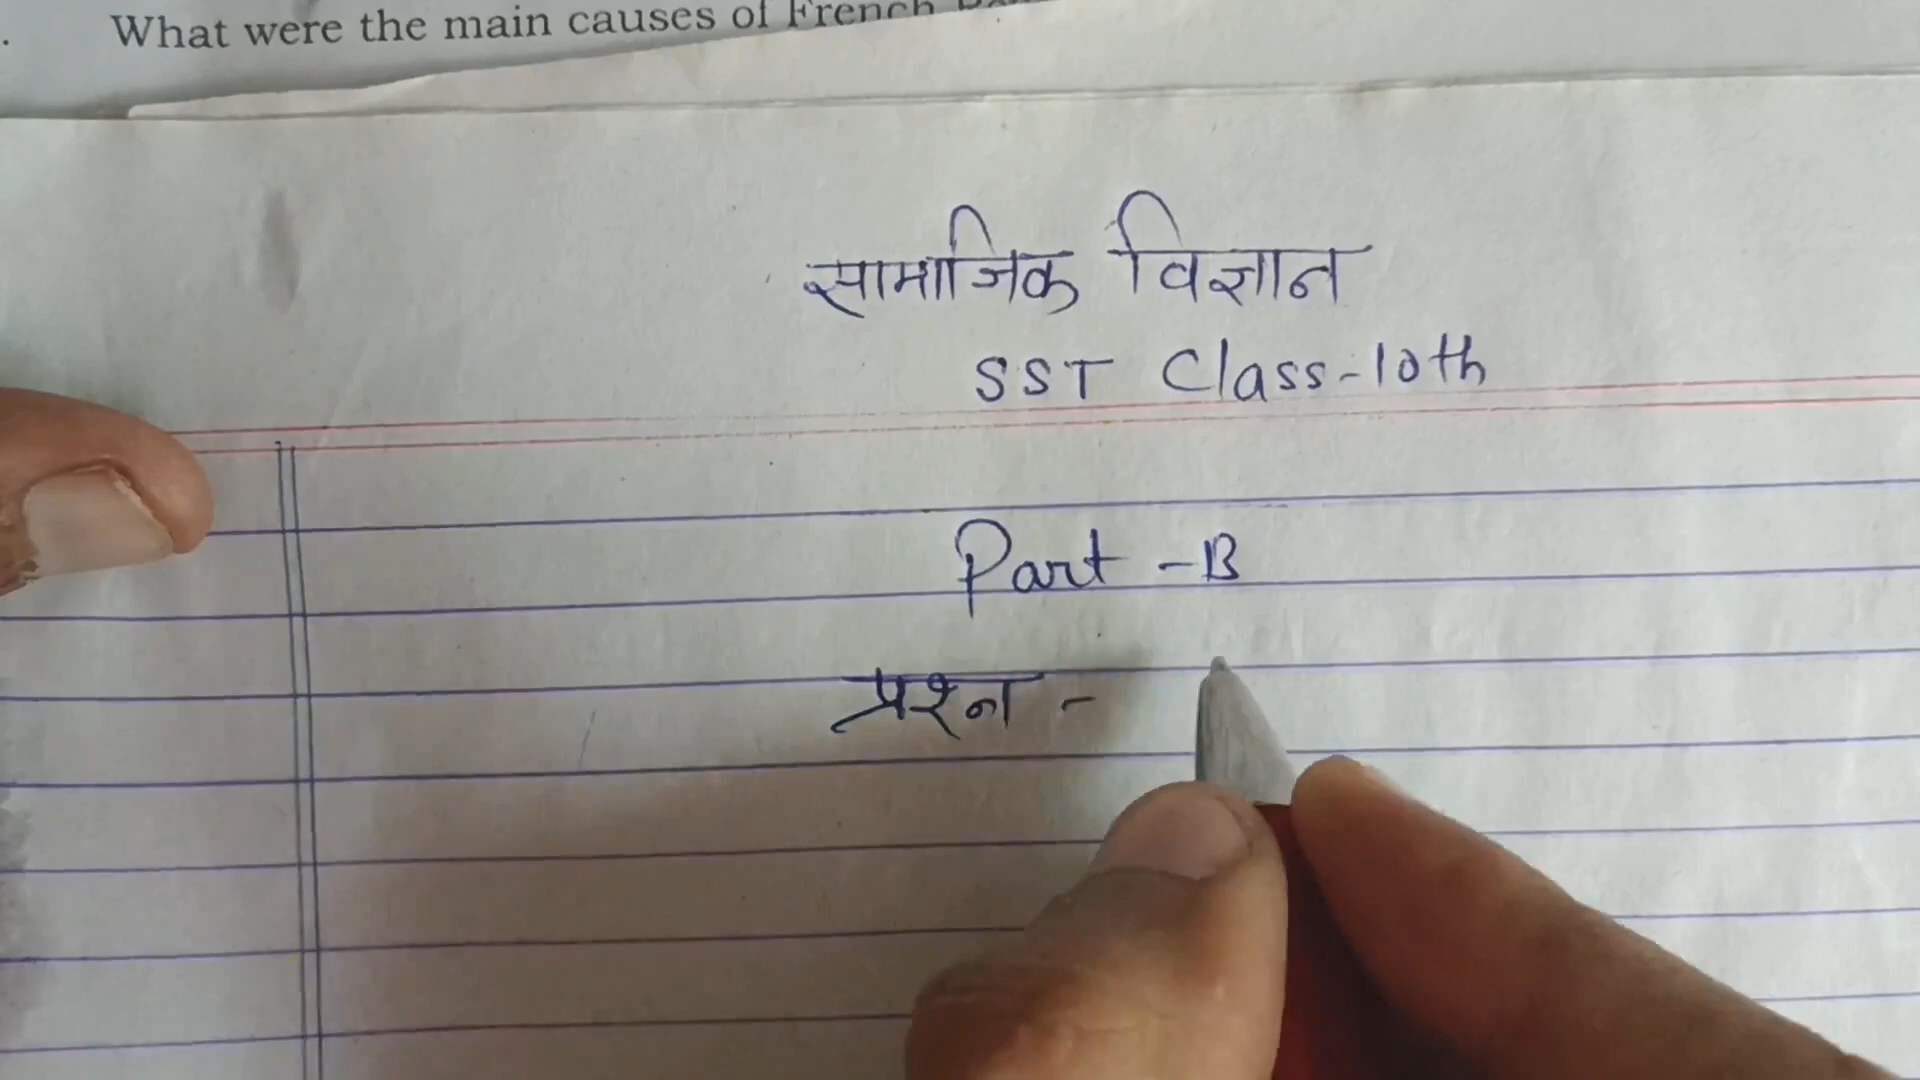 . What were the main causes of French
सामाजिक विज्ञान
SST Class-10th
Part -B
प्रश्न -